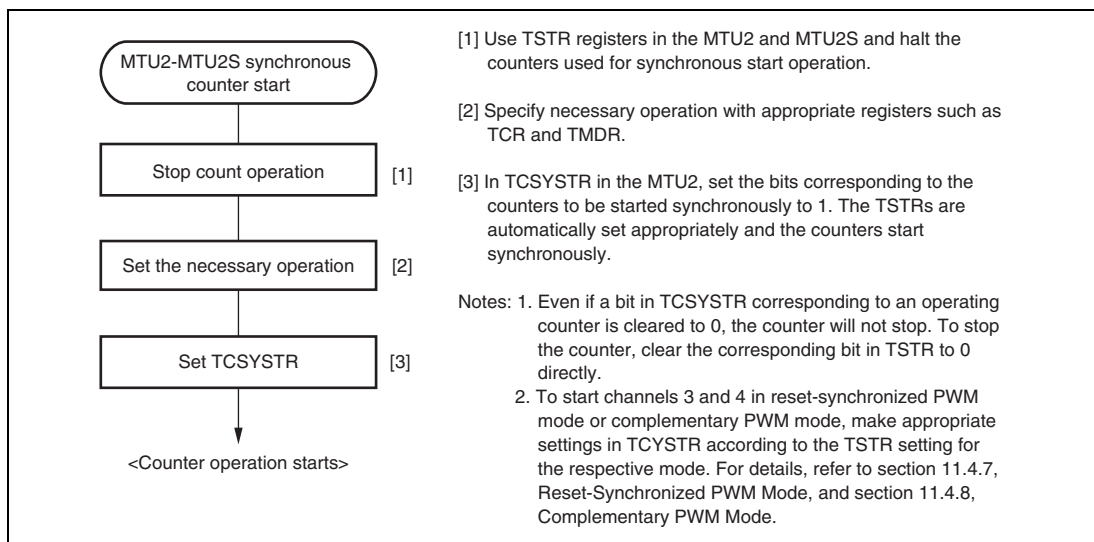 MTU2-MTU2S synchronous
counter start
Stop count operation
[1]
Set the necessary operation
[2]
Set TCSYSTR
[3]
<Counter operation starts>
[1] Use TSTR registers in the MTU2 and MTU2S and halt the
counters used for synchronous start operation.
[2] Specify necessary operation with appropriate registers such as
TCR and TMDR.
[3] In TCSYSTR in the MTU2, set the bits corresponding to the
counters to be started synchronously to 1. The TSTRs are
automatically set appropriately and the counters start
synchronously.
Notes: 1. Even if a bit in TCSYSTR corresponding to an operating
counter is cleared to 0, the counter will not stop. To stop
the counter, clear the corresponding bit in TSTR to 0
directly.
2. To start channels 3 and 4 in reset-synchronized PWM
mode or complementary PWM mode, make appropriate
settings in TCYSTR according to the TSTR setting for
the respective mode. For details, refer to section 11.4.7,
Reset-Synchronized PWM Mode, and section 11.4.8,
Complementary PWM Mode.